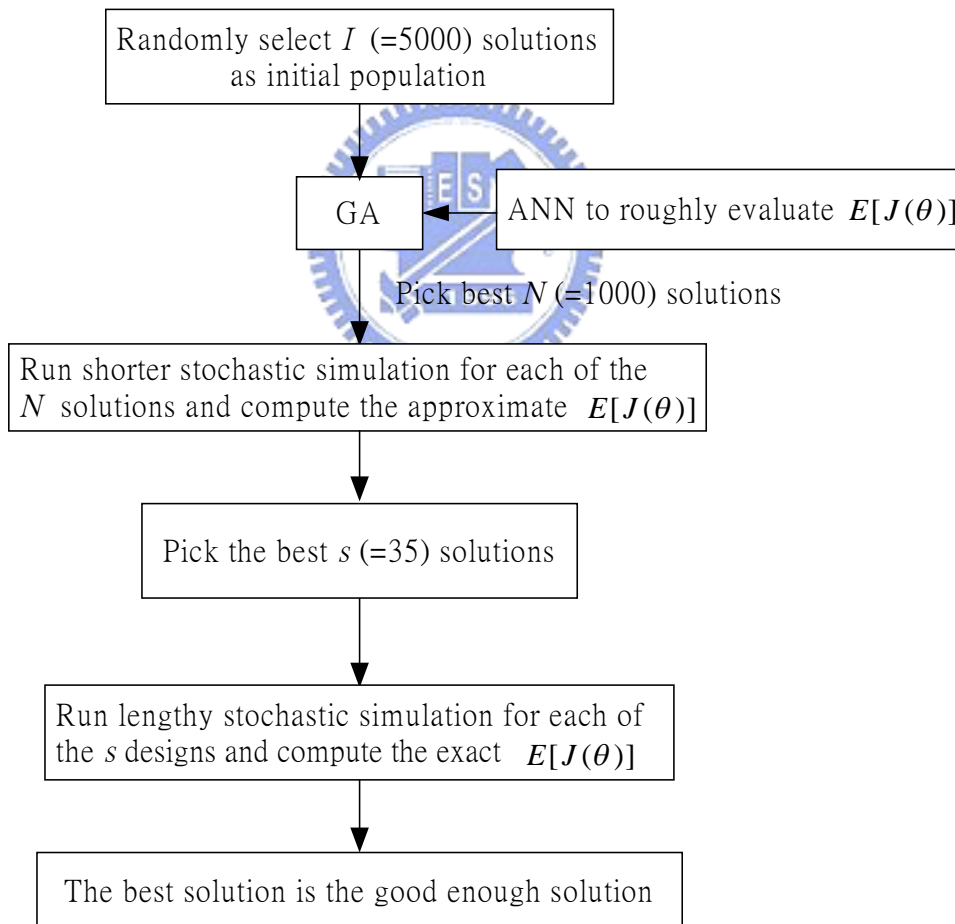 Randomly select I (=5000) solutions
as initial population
E S
GA
ANN to roughly evaluate E[J(θ)]
Pick best N (=1000) solutions
Run shorter stochastic simulation for each of the
N solutions and compute the approximate E[J(θ)]
Pick the best s (=35) solutions
Run lengthy stochastic simulation for each of
the s designs and compute the exact E[J(θ)]
The best solution is the good enough solution